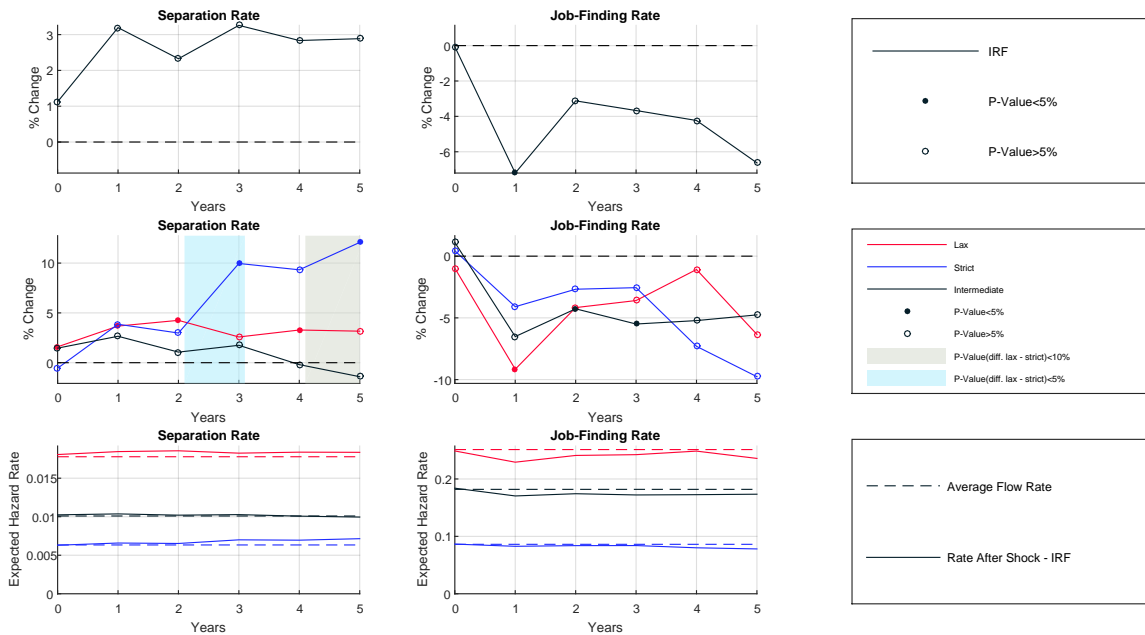 Separation Rate
% Change
3
2
1
0
0
1
2
3
4
5
Years
Job-Finding Rate
% Change
0
-2
-4
-6
0
1
2
3
4
5
Years
IRF
P-Value<5%
P-Value>5%
Separation Rate
% Change
10
5
0
0
1
2
3
4
5
Years
Job-Finding Rate
% Change
0
-5
-10
0
1
2
3
4
5
Years
Lax
Strict
Intermediate
P-Value<5%
P-Value>5%
P-Value(diff. lax - strict)<10%
P-Value(diff. lax - strict)<5%
Separation Rate
Expected Hazard Rate
0.015
0.01
0.005
0
0
1
2
3
4
5
Years
Job-Finding Rate
Expected Hazard Rate
0.2
0.1
0
0
1
2
3
4
5
Years
Average Flow Rate
Rate After Shock - IRF